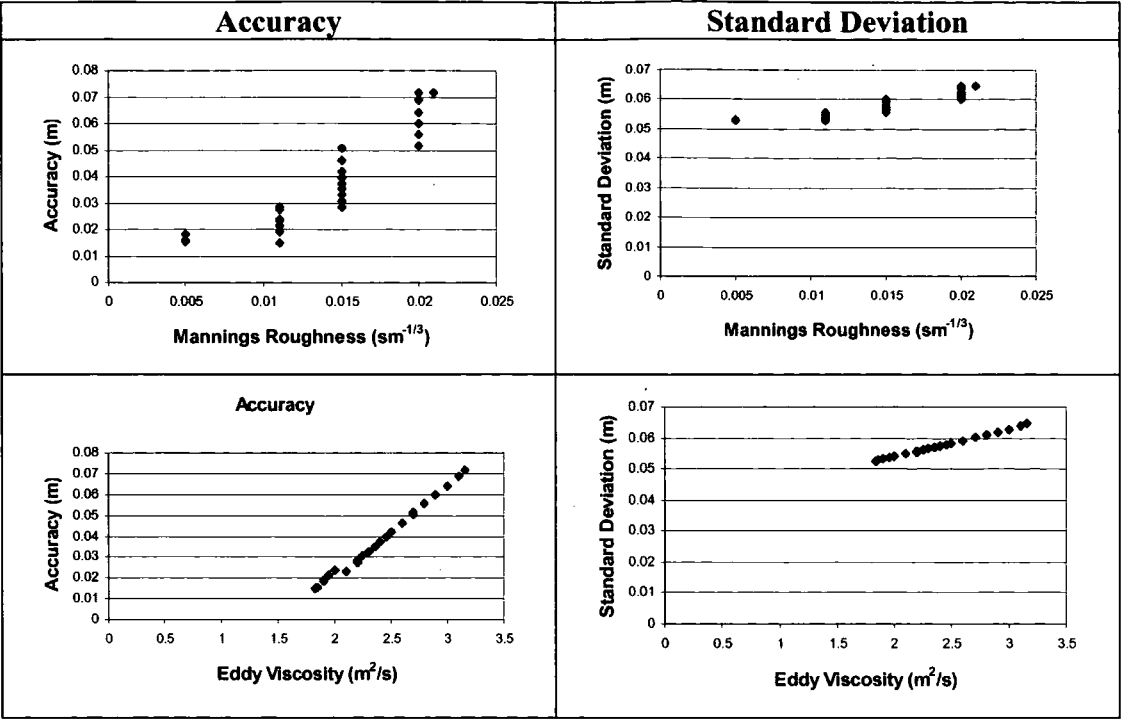 Accuracy
Standard Deviation
0.08
0.07
0.06
0.05
0.04
0.03
0.02
0.01
0
Accuracy (m)
0 0.005 0.01 0.015 0.02 0.025
Mannings Roughness (sm-1/3)
0.07
0.06
0.05
0.04
0.03
0.02
0.01
0
Standard Deviation (m)
0 0.005 0.01 0.015 0.02 0.025
Mannings Roughness (sm-1/3)
Accuracy
0.08
0.07
0.06
0.05
0.04
0.03
0.02
0.01
0
Accuracy (m)
0 0.5 1 1.5 2 2.5 3 3.5
Eddy Viscosity (m2/s)
0.07
0.06
0.05
0.04
0.03
0.02
0.01
0
Standard Deviation (m)
0 0.5 1 1.5 2 2.5 3 3.5
Eddy Viscosity (m2/s)